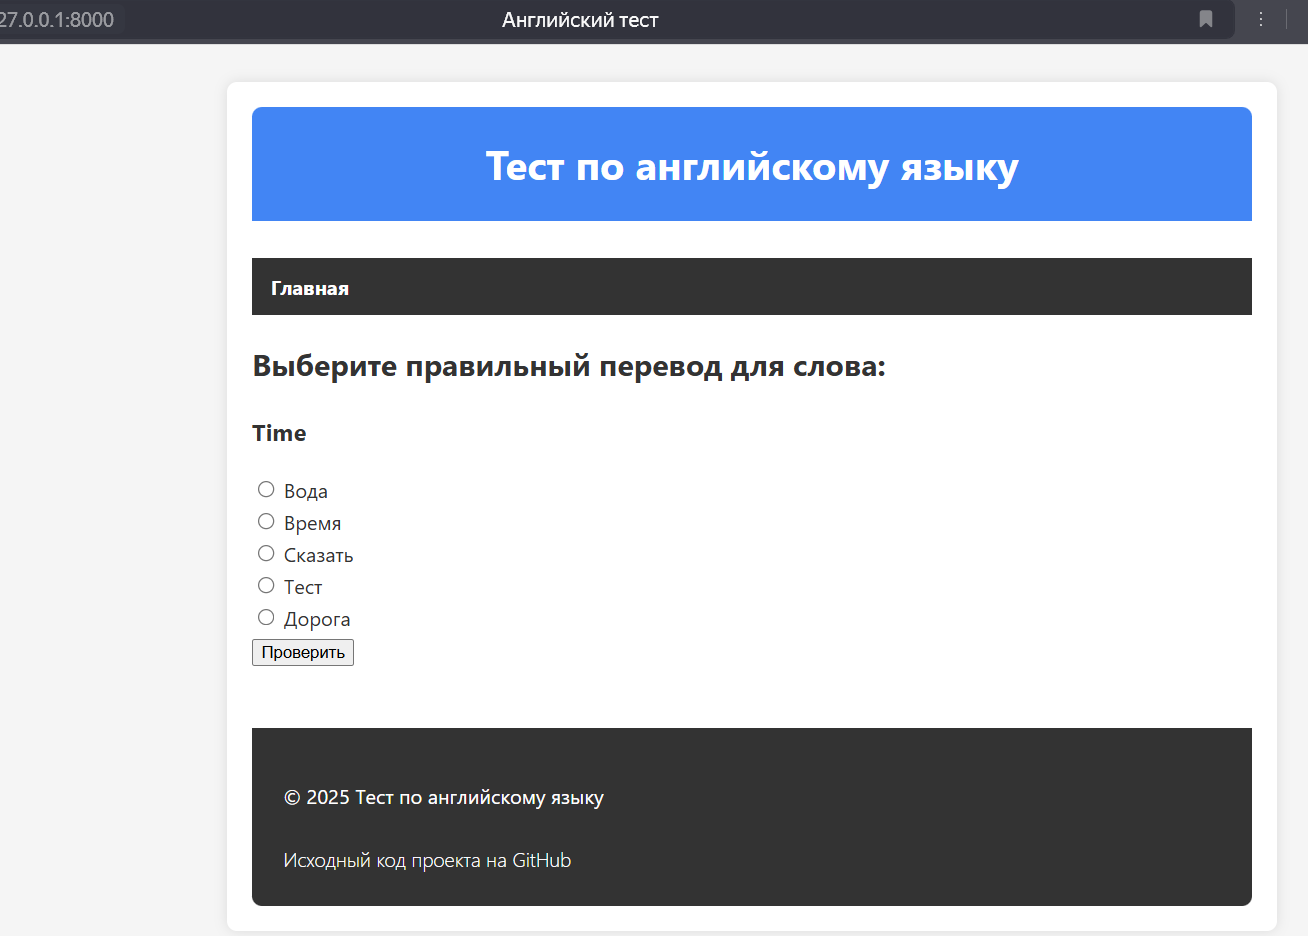 27.0.0.1:8000
Английский тест
Тест по английскому языку
Главная
Выберите правильный перевод для слова:
Time
Вода
Время
Сказать
Тест
Дорога
Проверить
© 2025 Тест по английскому языку
Исходный код проекта на GitHub